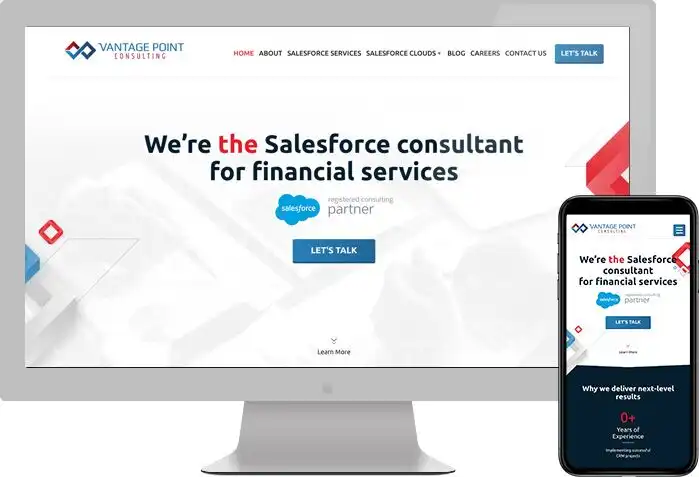 VANTAGE POINT
CONSULTING
HOME ABOUT SALESFORCE SERVICES SALESFORCE CLOUDS BLOG CAREERS CONTACT US LET'S TALK
We're the Salesforce consultant
for financial services
salesforce
registered consulting
partner
LET'S TALK
Learn More
VANTAGE POINT
CONSULTING
We're the Salesforce
consultant
for financial services
salesforce
registered consulting
partner
LET'S TALK
Learn More
Why we deliver next-level
results
0+
Years of
Experience
Implementing successful
CRM projects